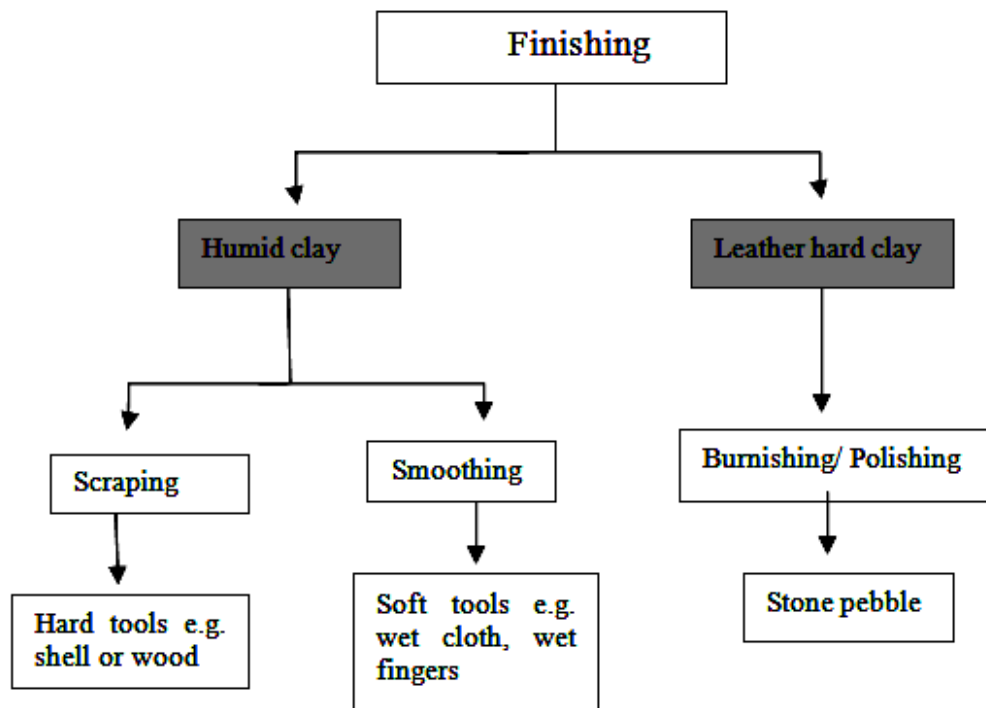 Finishing
Humid clay
Leather hard clay
Scraping
Smoothing
Burnishing/ Polishing
Hard tools e.g.
shell or wood
Soft tools e.g.
wet cloth, wet
fingers
Stone pebble